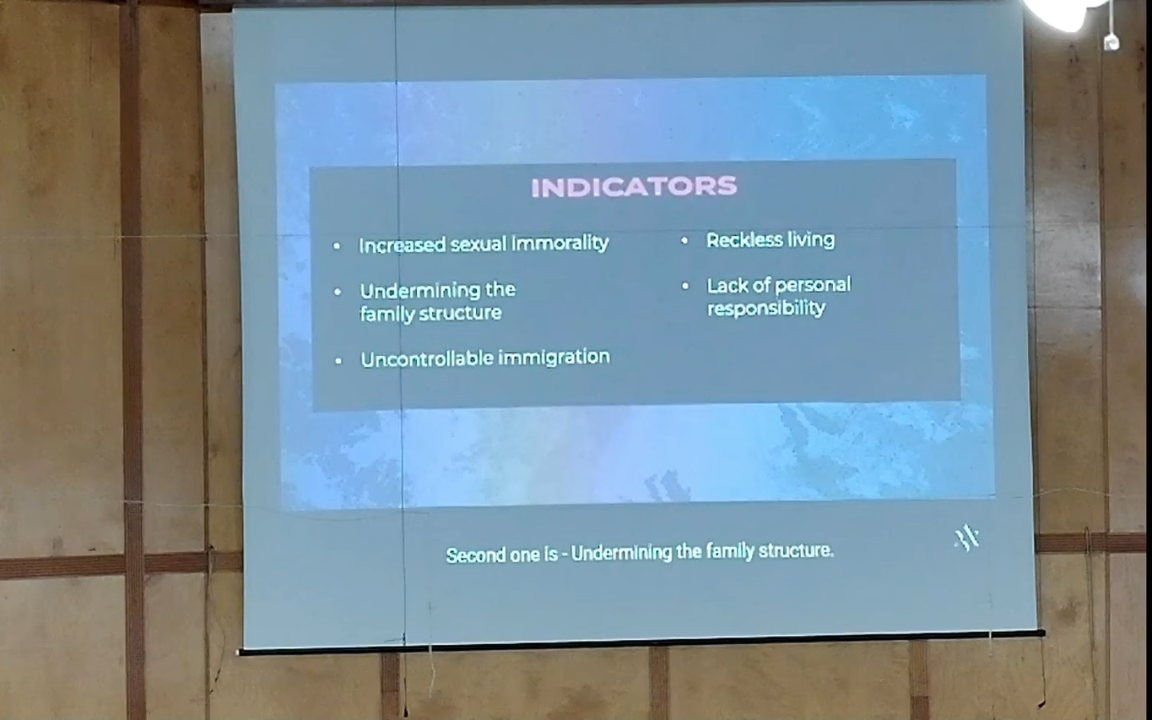 INDICATORS
• Increased sexual immorality
• Undermining the
family structure
• Uncontrollable immigration
• Reckless living
• Lack of personal
responsibility
Second one is - Undermining the family structure.